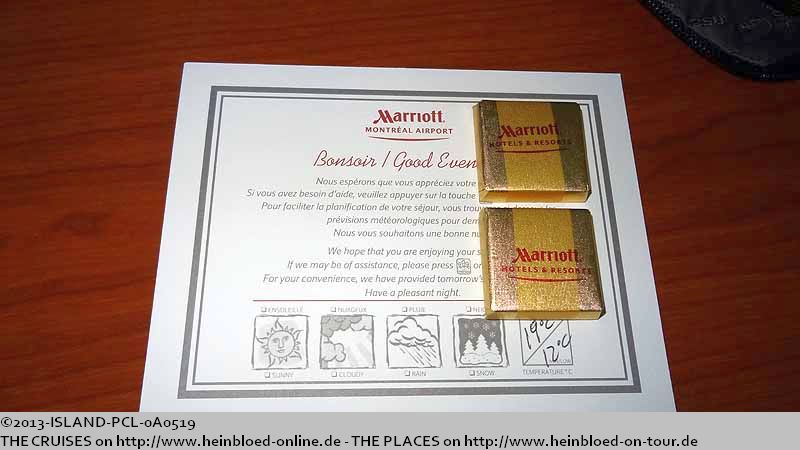 Marriott
MONTRÉAL AIRPORT
Bonsoir / Good
Nous espérons que vous appréciez votre
Si vous avez besoin d'aide, veuillez appuyer sur la touche
Pour faciliter la planification de votre séjour, vous
prévisions météorologiques pour
Nous vous souhaitons une bonne
We hope that you are enjoying your
If we may be of assistance, please press
For your convenience, we have provided tomorrow's
Have a pleasant night.
ENSOLEILLÉ NUAGEUX PLUIE
SUNNY CLOUDY RAIN SNOW TEMPERATURE °C
19°C
12°C
LOW
Marriott
HOTELS & RESORTS
Marriott
HOTELS & RESORTS
©2013-ISLAND-PCL-0A0519
THE CRUISES on http://www.heinbloed-online.de - THE PLACES on http://www.heinbloed-on-tour.de